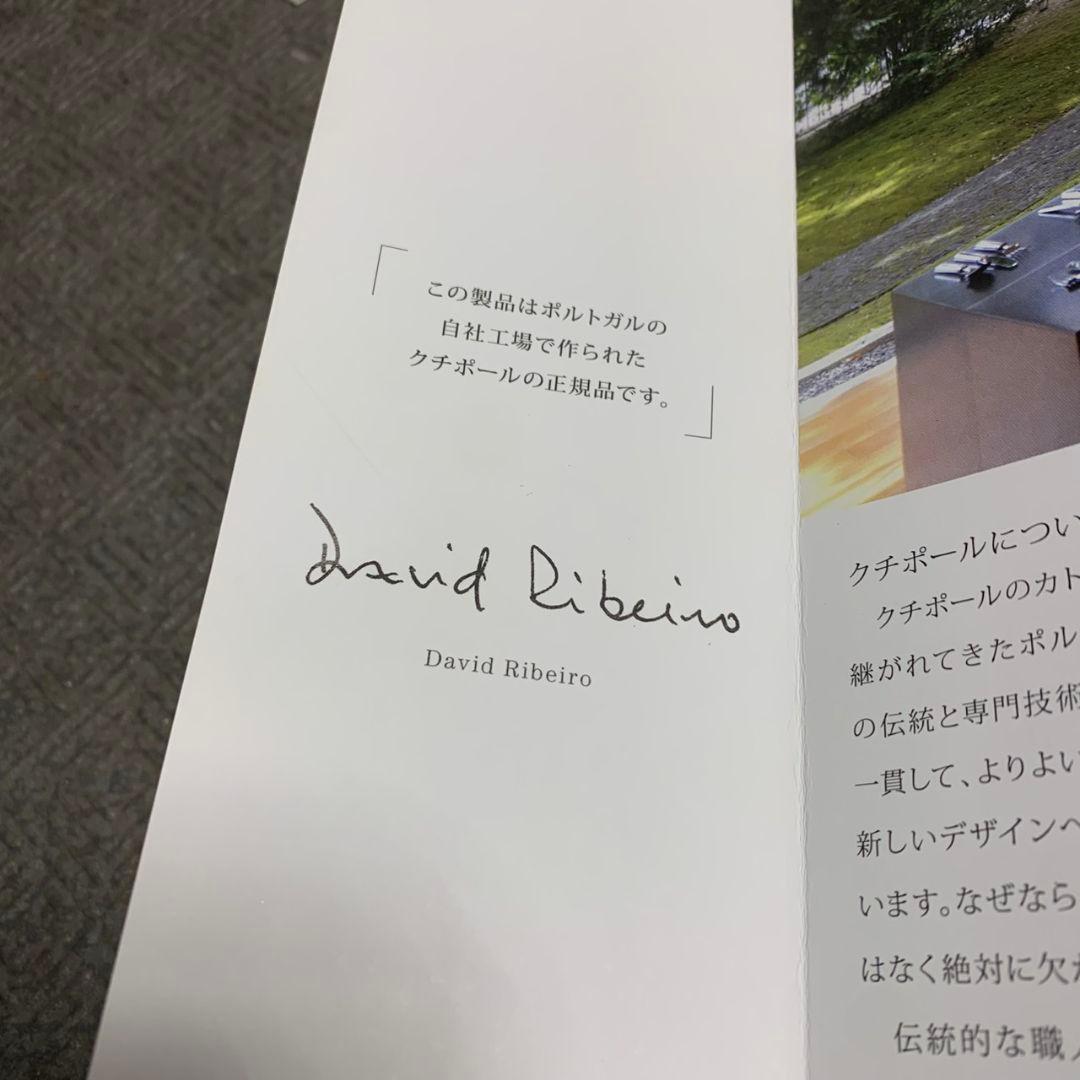 この製品はポルトガルの
自社工場で作られた
クチポールの正規品です。
David Ribeiro
David Ribeiro
クチポールについ
クチポールのカト
継がれてきたポル
の伝統と専門技術
一貫して、よりよい
新しいデザインへ
います。なぜなら
はなく絶対に欠か
伝統的な職人